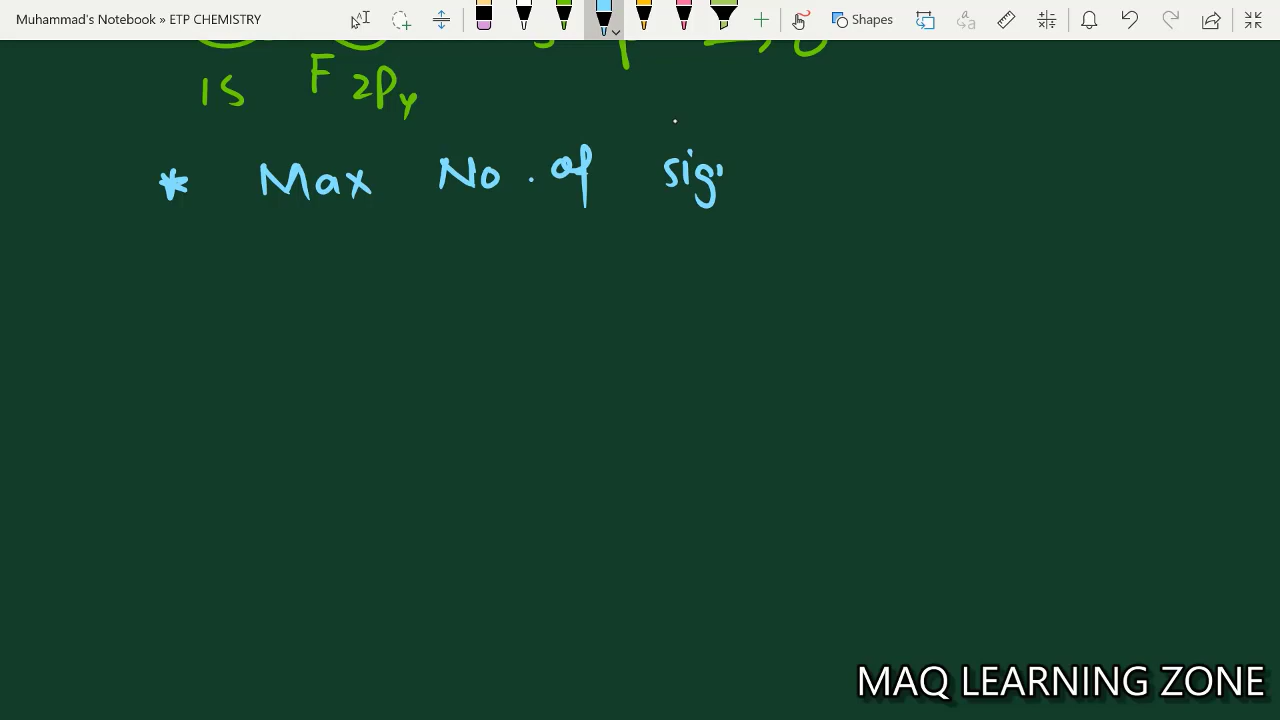 Muhammad's Notebook » ETP CHEMISTRY
Shapes
1S F 2Py
* Max No. of sig
MAQ LEARNING ZONE